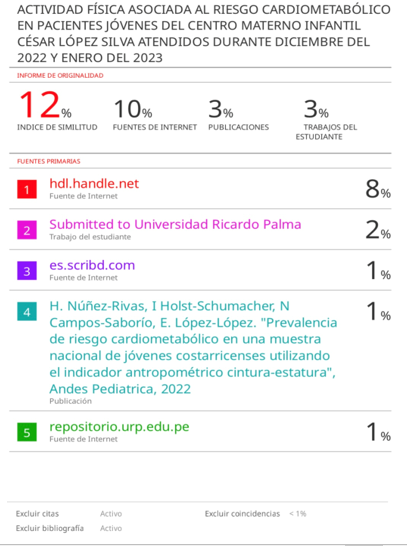 ACTIVIDAD FÍSICA ASOCIADA AL RIESGO CARDIOMETABÓLICO
EN PACIENTES JÓVENES DEL CENTRO MATERNO INFANTIL
CÉSAR LÓPEZ SILVA ATENDIDOS DURANTE DICIEMBRE DEL
2022 Y ENERO DEL 2023
INFORME DE ORIGINALIDAD
12% 10% 3% 3%
INDICE DE SIMILITUD FUENTES DE INTERNET PUBLICACIONES TRABAJOS DEL
ESTUDIANTE
FUENTES PRIMARIAS
1 hdl.handle.net 8%
Fuente de Internet
2 Submitted to Universidad Ricardo Palma 2%
Trabajo del estudiante
3 es.scribd.com 1%
Fuente de Internet
4 H. Núñez-Rivas, I Holst-Schumacher, N 1%
Campos-Saborío, E. López-López. "Prevalencia
de riesgo cardiometabólico en una muestra
nacional de jóvenes costarricenses utilizando
el indicador antropométrico cintura-estatura",
Andes Pediatrica, 2022
Publicación
5 repositorio.urp.edu.pe 1%
Fuente de Internet
Excluir citas Activo Excluir coincidencias < 1%
Excluir bibliografía Activo